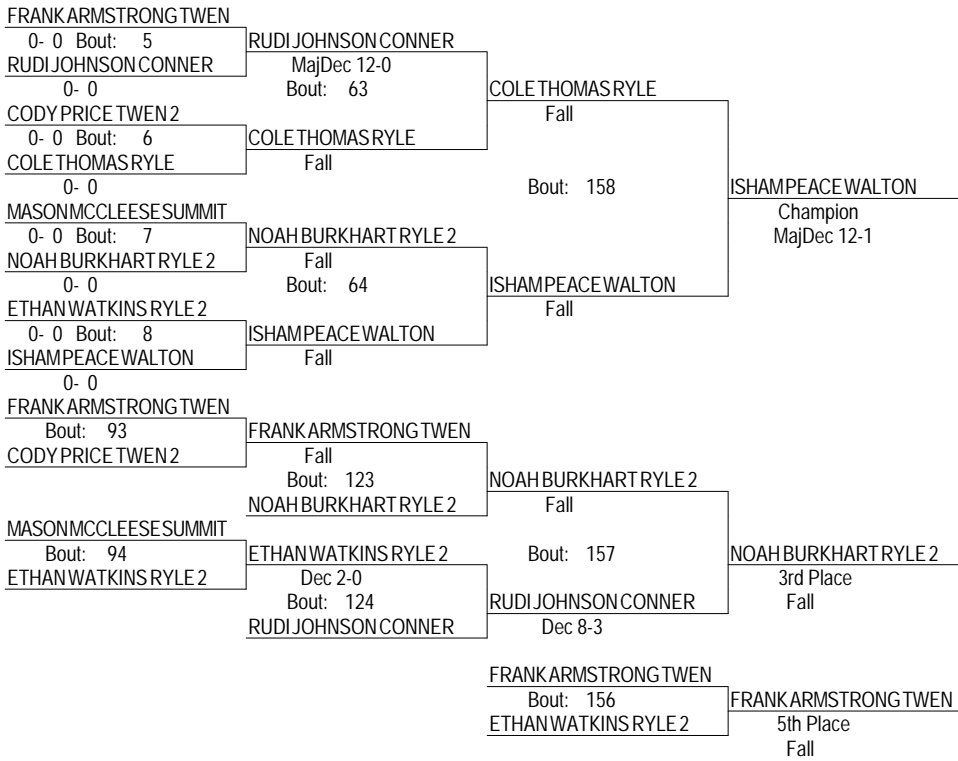 FRANK ARMSTRONG TWEN
0- 0 Bout: 5 RUDI JOHNSON CONNER
RUDI JOHNSON CONNER MajDec 12-0
0- 0 Bout: 63 COLE THOMAS RYLE
CODY PRICE TWEN 2 Fall
0- 0 Bout: 6 COLE THOMAS RYLE
COLE THOMAS RYLE Fall
0- 0 Bout: 158 ISHAM PEACE WALTON
MASON MCCLEESE SUMMIT Champion
0- 0 Bout: 7 NOAH BURKHART RYLE 2 MajDec 12-1
NOAH BURKHART RYLE 2 Fall
0- 0 Bout: 64 ISHAM PEACE WALTON
ETHAN WATKINS RYLE 2 Fall
0- 0 Bout: 8 ISHAM PEACE WALTON
ISHAM PEACE WALTON Fall
0- 0
FRANK ARMSTRONG TWEN
Bout: 93 FRANK ARMSTRONG TWEN
CODY PRICE TWEN 2 Fall
Bout: 123 NOAH BURKHART RYLE 2
NOAH BURKHART RYLE 2 Fall
MASON MCCLEESE SUMMIT
Bout: 94 ETHAN WATKINS RYLE 2 Bout: 157 NOAH BURKHART RYLE 2
ETHAN WATKINS RYLE 2 Dec 2-0 3rd Place
Bout: 124 RUDI JOHNSON CONNER Fall
RUDI JOHNSON CONNER Dec 8-3
FRANK ARMSTRONG TWEN
Bout: 156 FRANK ARMSTRONG TWEN
ETHAN WATKINS RYLE 2 5th Place
Fall